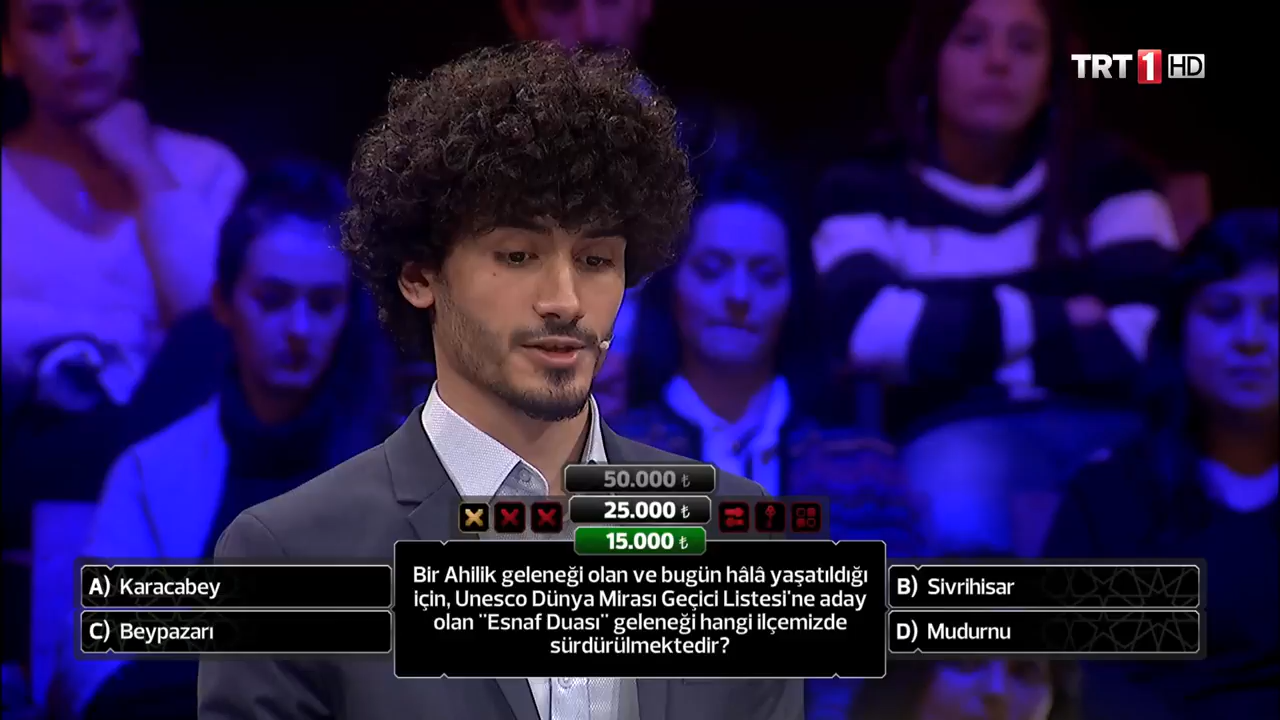 TRT 1 HD
50.000 ₺
25.000 ₺
15.000 ₺
Bir Ahilik geleneği olan ve bugün hâlâ yaşatıldığı
için, Unesco Dünya Mirası Geçici Listesi'ne aday
olan ¨Esnaf Duası¨ geleneği hangi ilçemizde
sürdürülmektedir?
A) Karacabey
B) Sivrihisar
C) Beypazarı
D) Mudurnu